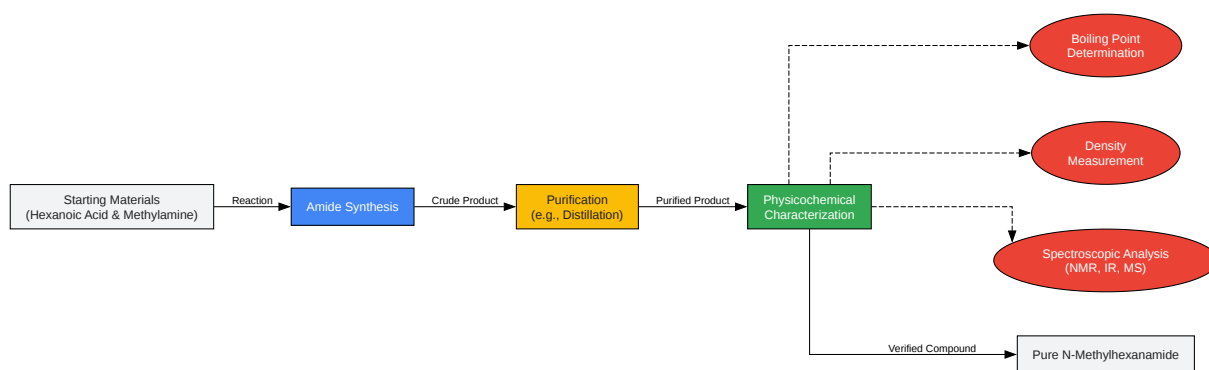 Boiling Point
Determination
Density
Measurement
Starting Materials
(Hexanoic Acid & Methylamine)
Reaction
Amide Synthesis
Crude Product
Purification
(e.g., Distillation)
Purified Product
Physicochemical
Characterization
Spectroscopic Analysis
(NMR, IR, MS)
Verified Compound
Pure N-Methylhexanamide